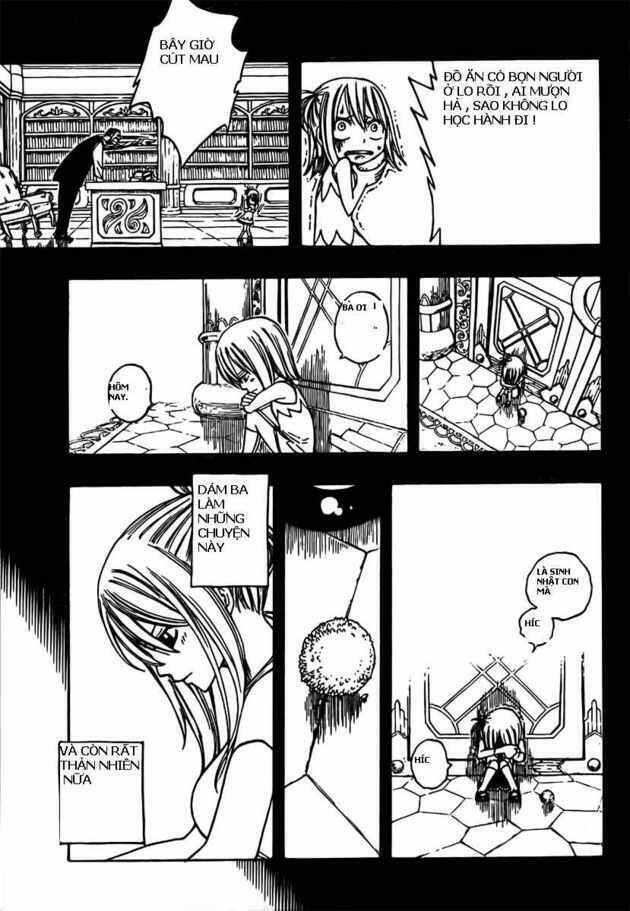 ĐỒ ĂN CÓ BỌN NGƯỜI
Ở LO RỒI , AI MƯỢN
HẢ , SAO KHÔNG LO
HỌC HÀNH ĐI !
BÂY GIỜ
CÚT MAU
BA ƠI !
HÔM
NAY.
LÀ SINH
NHẬT CON
MÀ
HÍC
HÍC
DÁM BA
LÀM
NHỮNG
CHUYỆN
NÀY
VÀ CÒN RẤT
THẢN NHIÊN
NỮA